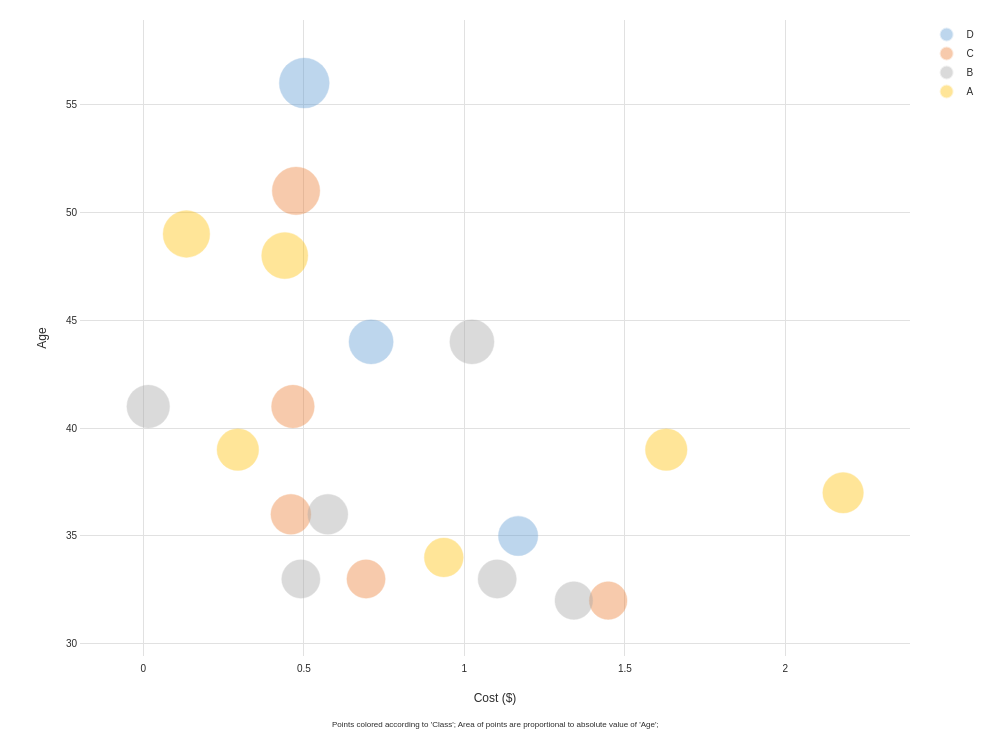 D
C
B
A
55
50
45
40
35
30
Age
0
0.5
1
1.5
2
Cost ($)
Points colored according to 'Class'; Area of points are proportional to absolute value of 'Age';